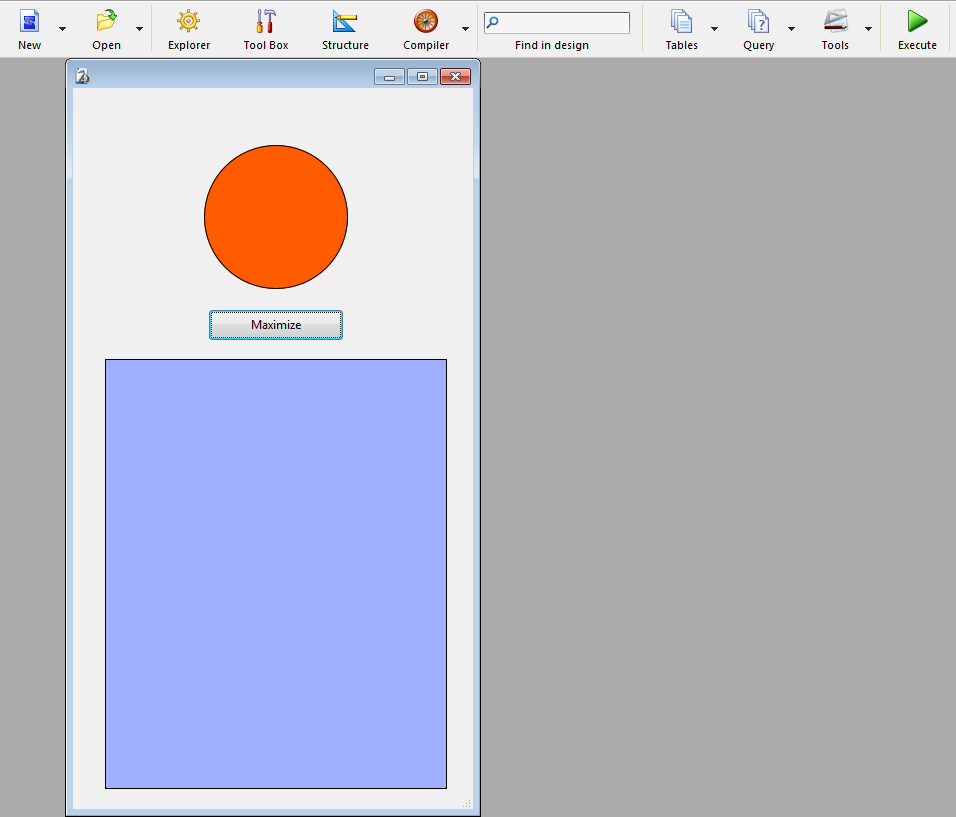 New
Open
Explorer
Tool Box
Structure
Compiler
Find in design
Tables
Query
Tools
Execute
Maximize